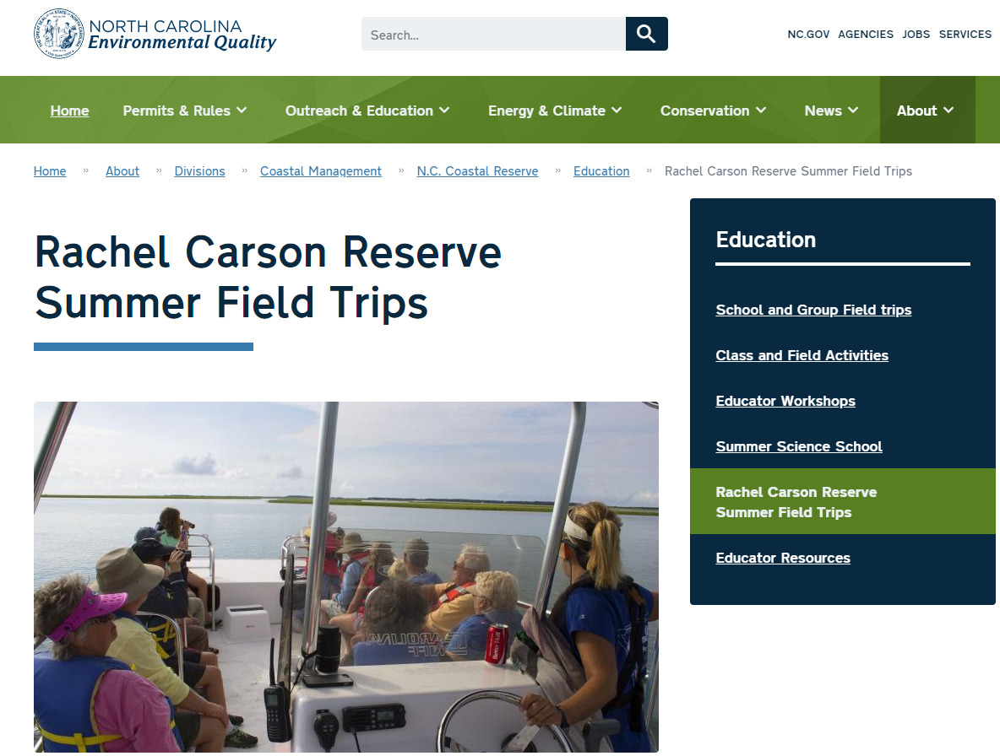 NORTH CAROLINA
Environmental Quality
Search...
NC.GOV AGENCIES JOBS SERVICES
Home Permits & Rules Outreach & Education Energy & Climate Conservation News About
Home » About » Divisions » Coastal Management » N.C. Coastal Reserve » Education » Rachel Carson Reserve Summer Field Trips
Rachel Carson Reserve
Summer Field Trips
Education
School and Group Field trips
Class and Field Activities
Educator Workshops
Summer Science School
Rachel Carson Reserve
Summer Field Trips
Educator Resources
CAROLINA
Better Half